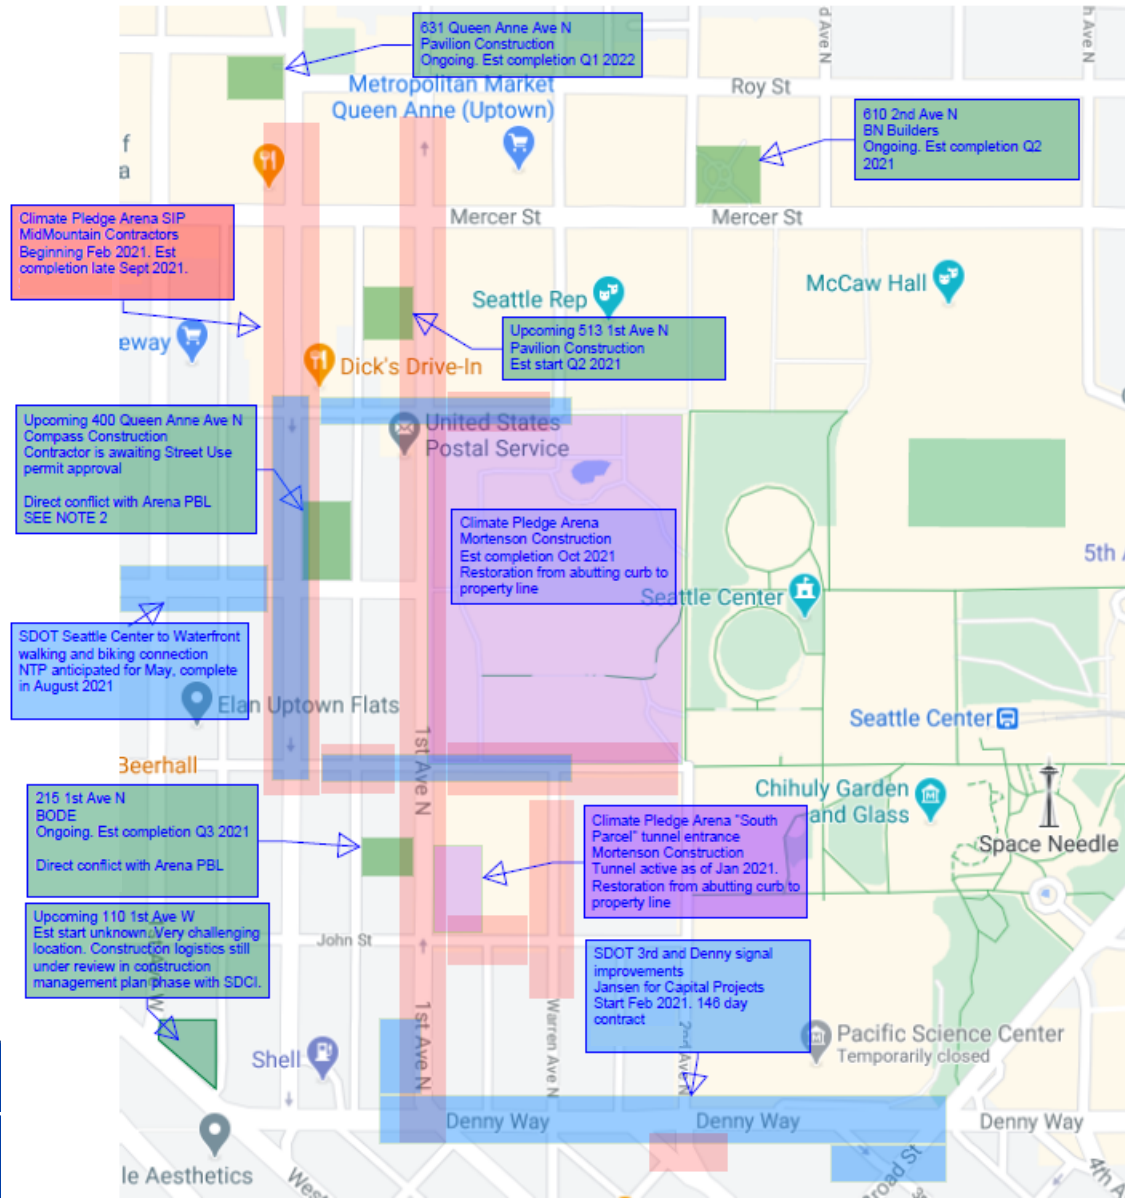 631 Queen Anne Ave N
Pavilion Construction
Ongoing. Est completion Q1 2022
d Ave N
h Ave N
Metropolitan Market
Queen Anne (Uptown)
Roy St
610 2nd Ave N
BN Builders
Ongoing. Est completion Q2
2021
f
a
Mercer St
Mercer St
Climate Pledge Arena SIP
MidMountain Contractors
Beginning Feb 2021. Est
completion late Sept 2021.
Seattle Rep
McCaw Hall
eway
Upcoming 513 1st Ave N
Pavilion Construction
Est start Q2 2021
Dick's Drive-In
Upcoming 400 Queen Anne Ave N
Compass Construction
Contractor is awaiting Street Use
permit approval
Direct conflict with Arena PBL
SEE NOTE 2
United States
Postal Service
Climate Pledge Arena
Mortenson Construction
Est completion Oct 2021
Restoration from abutting curb to
property line
5th
Seattle Center
SDOT Seattle Center to Waterfront
walking and biking connection
NTP anticipated for May, complete
in August 2021
Elan Uptown Flats
Seattle Center
1st Ave N
Beerhall
Chihuly Garden
and Glass
Space Needle
215 1st Ave N
BODE
Ongoing. Est completion Q3 2021
Direct conflict with Arena PBL
Climate Pledge Arena "South
Parcel" tunnel entrance
Mortenson Construction
Tunnel active as of Jan 2021.
Restoration from abutting curb to
property line
Upcoming 110 1st Ave W
Est start unknown. Very challenging
location. Construction logistics still
under review in construction
management plan phase with SDCI.
John St
SDOT 3rd and Denny signal
improvements
Jansen for Capital Projects
Start Feb 2021. 146 day
contract
1st Ave N
Warren Ave N
2nd Ave N
Pacific Science Center
Temporarily closed
Shell
Denny Way
Denny Way
Denny Way
le Aesthetics
West
Broad St
4th A